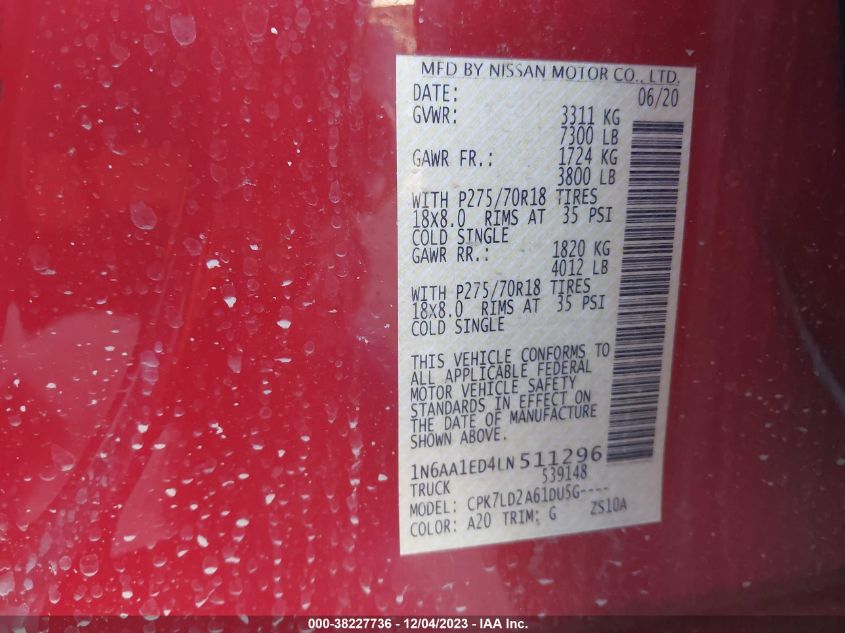 MFD BY NISSAN MOTOR CO., LTD.
DATE: 06/20
GVWR: 3311 KG
7300 LB
GAWR FR.: 1724 KG
3800 LB
WITH P275/70R18 TIRES
18X8.0 RIMS AT 35 PSI
COLD SINGLE
GAWR RR.: 1820 KG
4012 LB
WITH P275/70R18 TIRES
18X8.0 RIMS AT 35 PSI
COLD SINGLE
THIS VEHICLE CONFORMS TO
ALL APPLICABLE FEDERAL
MOTOR VEHICLE SAFETY
STANDARDS IN EFFECT ON
THE DATE OF MANUFACTURE
SHOWN ABOVE.
1N6AA1ED4LN 511296
TRUCK 539148
MODEL: CPK7LD2A61DU5G----
COLOR: A20 TRIM: G ZS10A
000-38227736 - 12/04/2023 - IAA Inc.